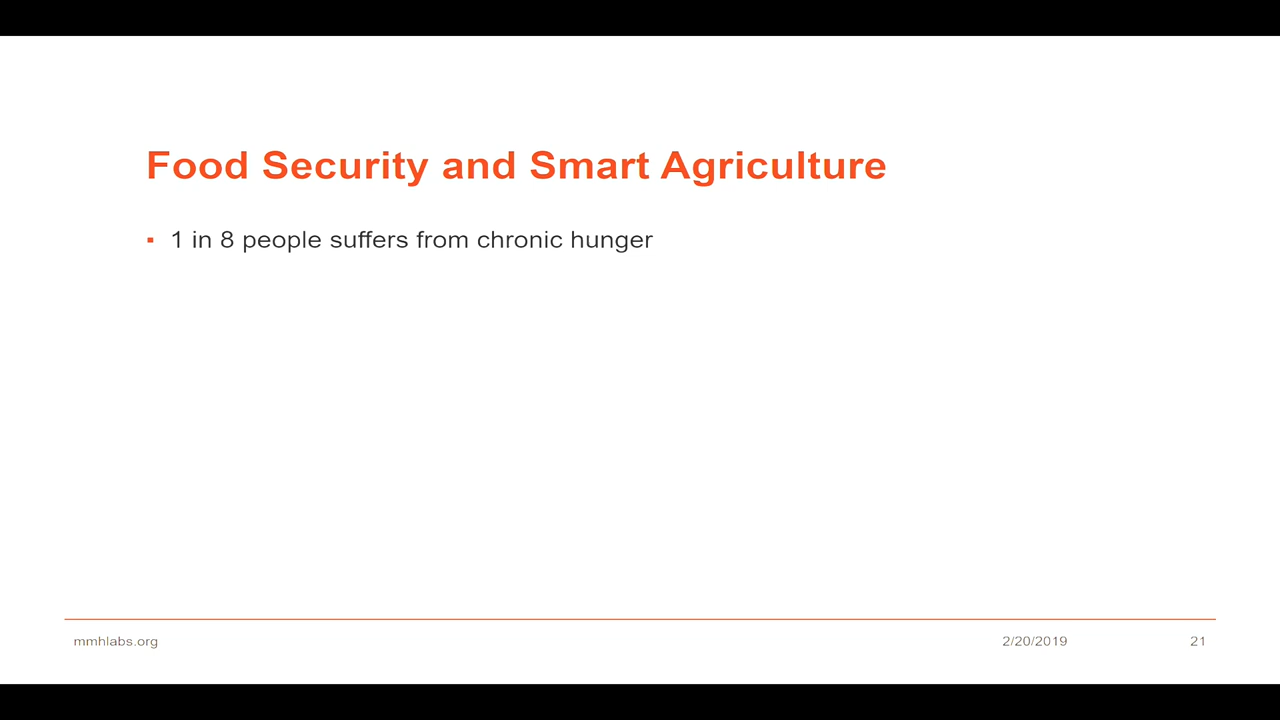 Food Security and Smart Agriculture
▪ 1 in 8 people suffers from chronic hunger
mmhlabs.org 2/20/2019 21